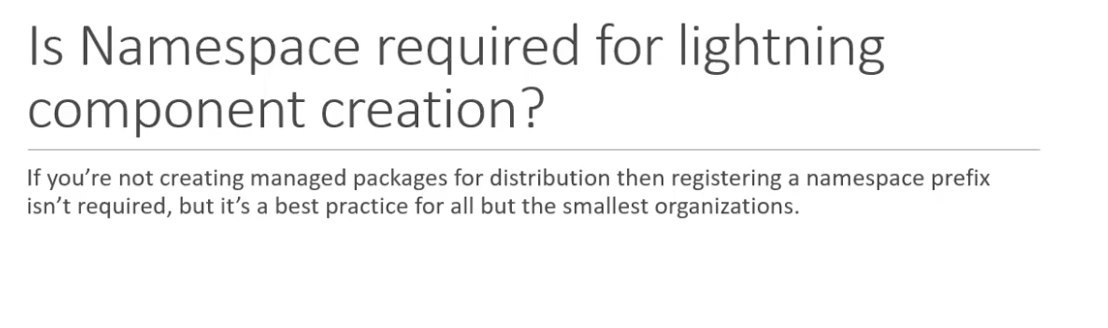 Is Namespace required for lightning
component creation?
If you’re not creating managed packages for distribution then registering a namespace prefix
isn’t required, but it’s a best practice for all but the smallest organizations.